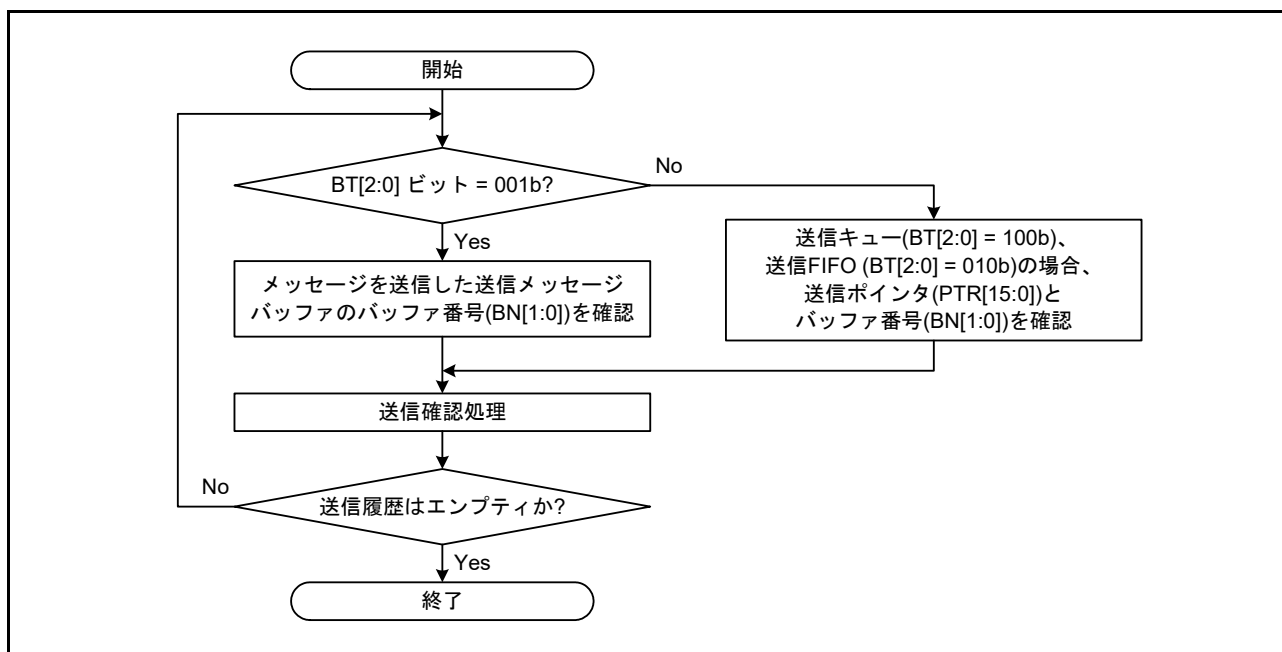 開始
BT[2:0] ビット = 001b?
No
Yes
メッセージを送信した送信メッセージ
バッファのバッファ番号(BN[1:0])を確認
送信キュー(BT[2:0] = 100b)、
送信FIFO (BT[2:0] = 010b)の場合、
送信ポインタ(PTR[15:0])と
バッファ番号(BN[1:0])を確認
送信確認処理
No
送信履歴はエンプティか?
Yes
終了